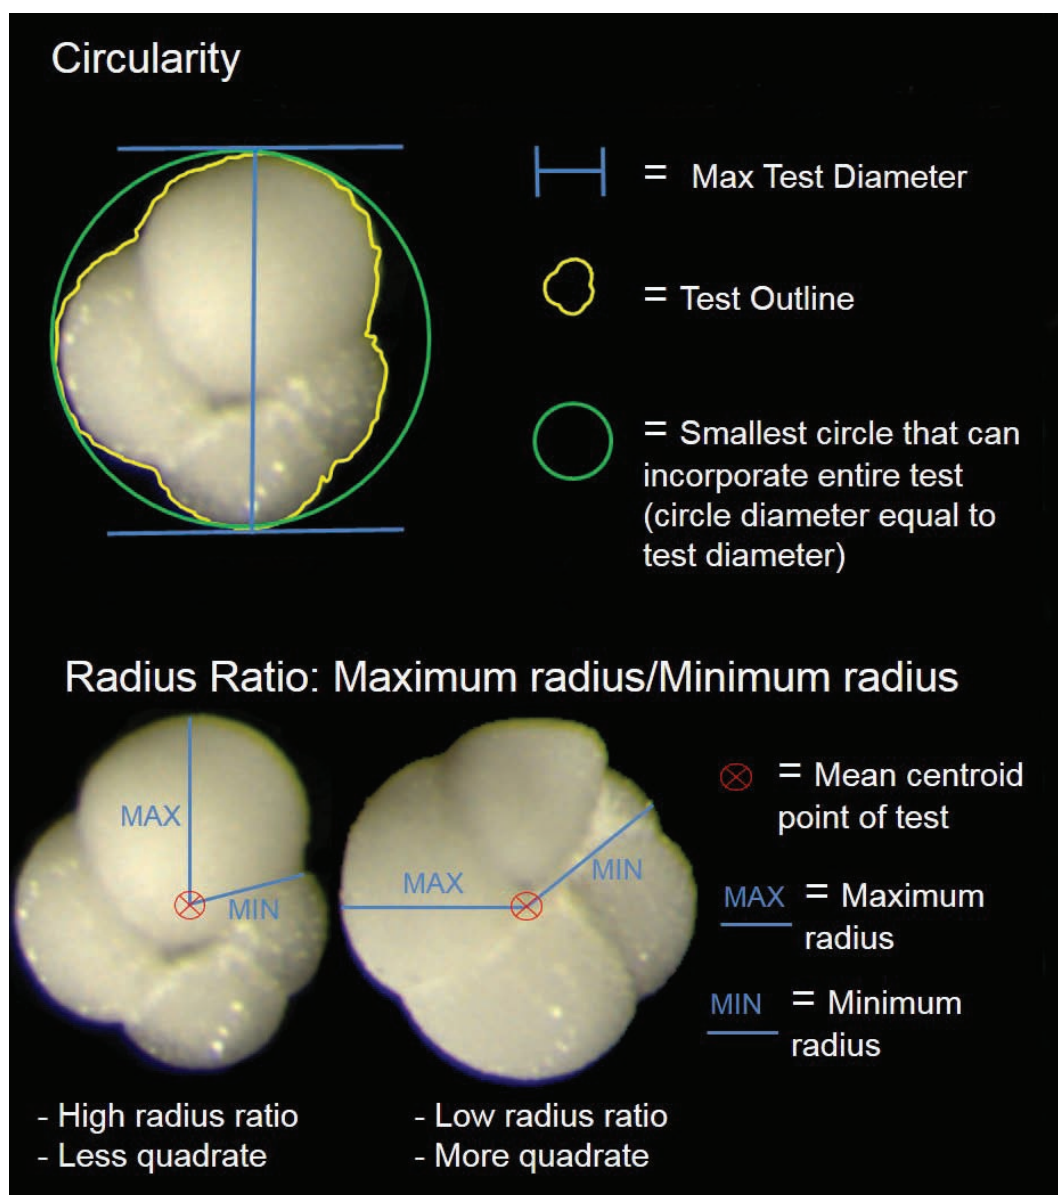 Circularity
= Max Test Diameter
= Test Outline
= Smallest circle that can
incorporate entire test
(circle diameter equal to
test diameter)
Radius Ratio: Maximum radius/Minimum radius
MAX
MIN
MAX
MIN
= Mean centroid
point of test
MAX = Maximum
radius
MIN = Minimum
radius
- High radius ratio
- Less quadrate
- Low radius ratio
- More quadrate